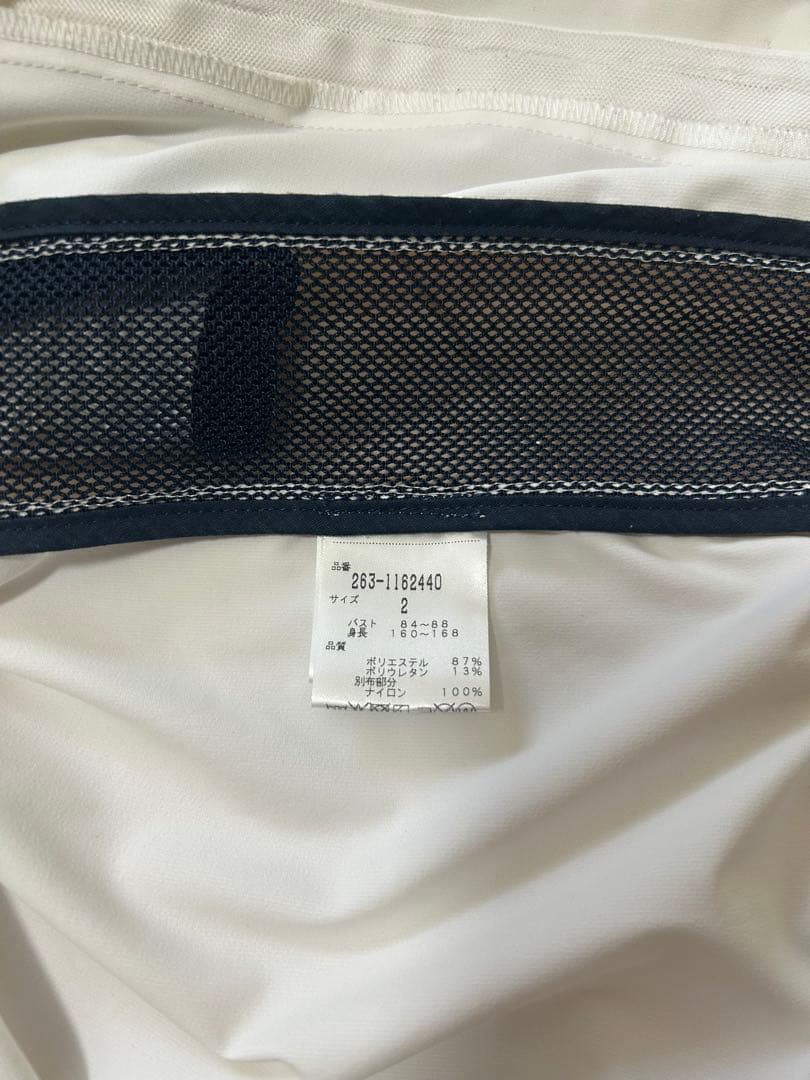 品番
263-1162440
サイズ
2
バスト 84〜88
身長 160〜168
品質
ポリエステル 87%
ポリウレタン 13%
別布部分
ナイロン 100%